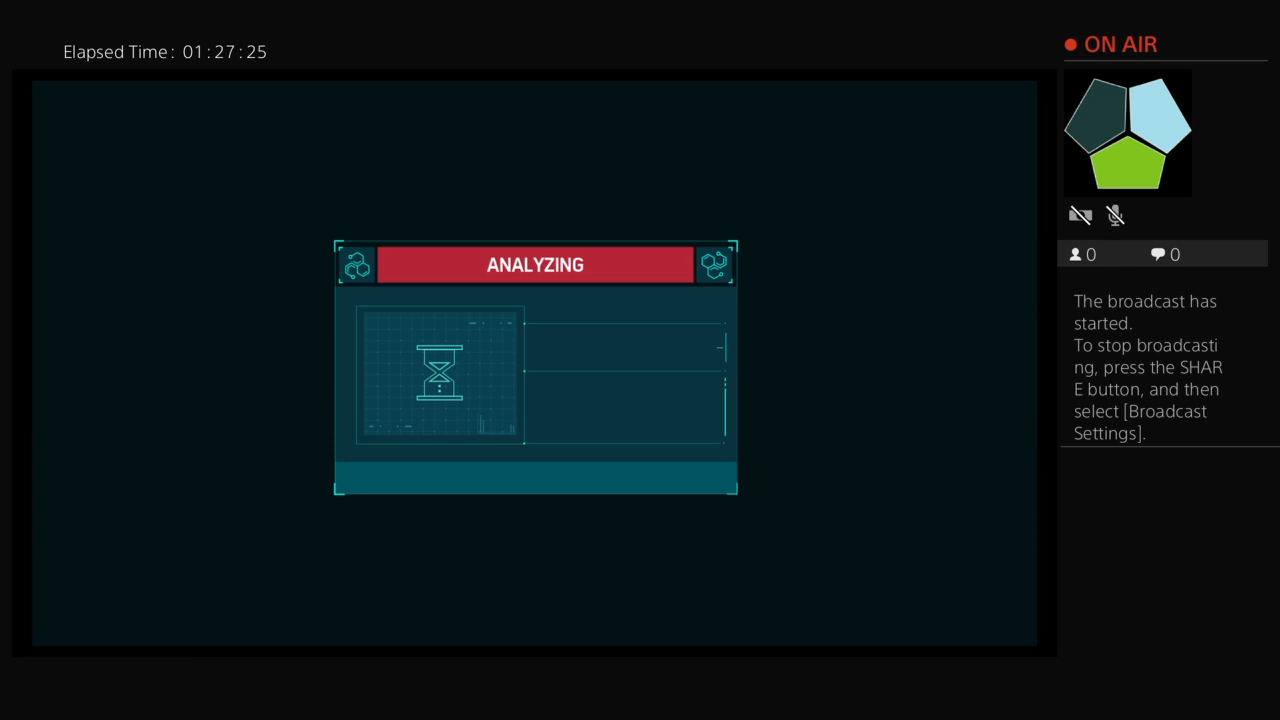 Elapsed Time: 01:27:25
ON AIR
ANALYZING
0 0
The broadcast has
started.
To stop broadcasti
ng, press the SHAR
E button, and then
select [Broadcast
Settings].